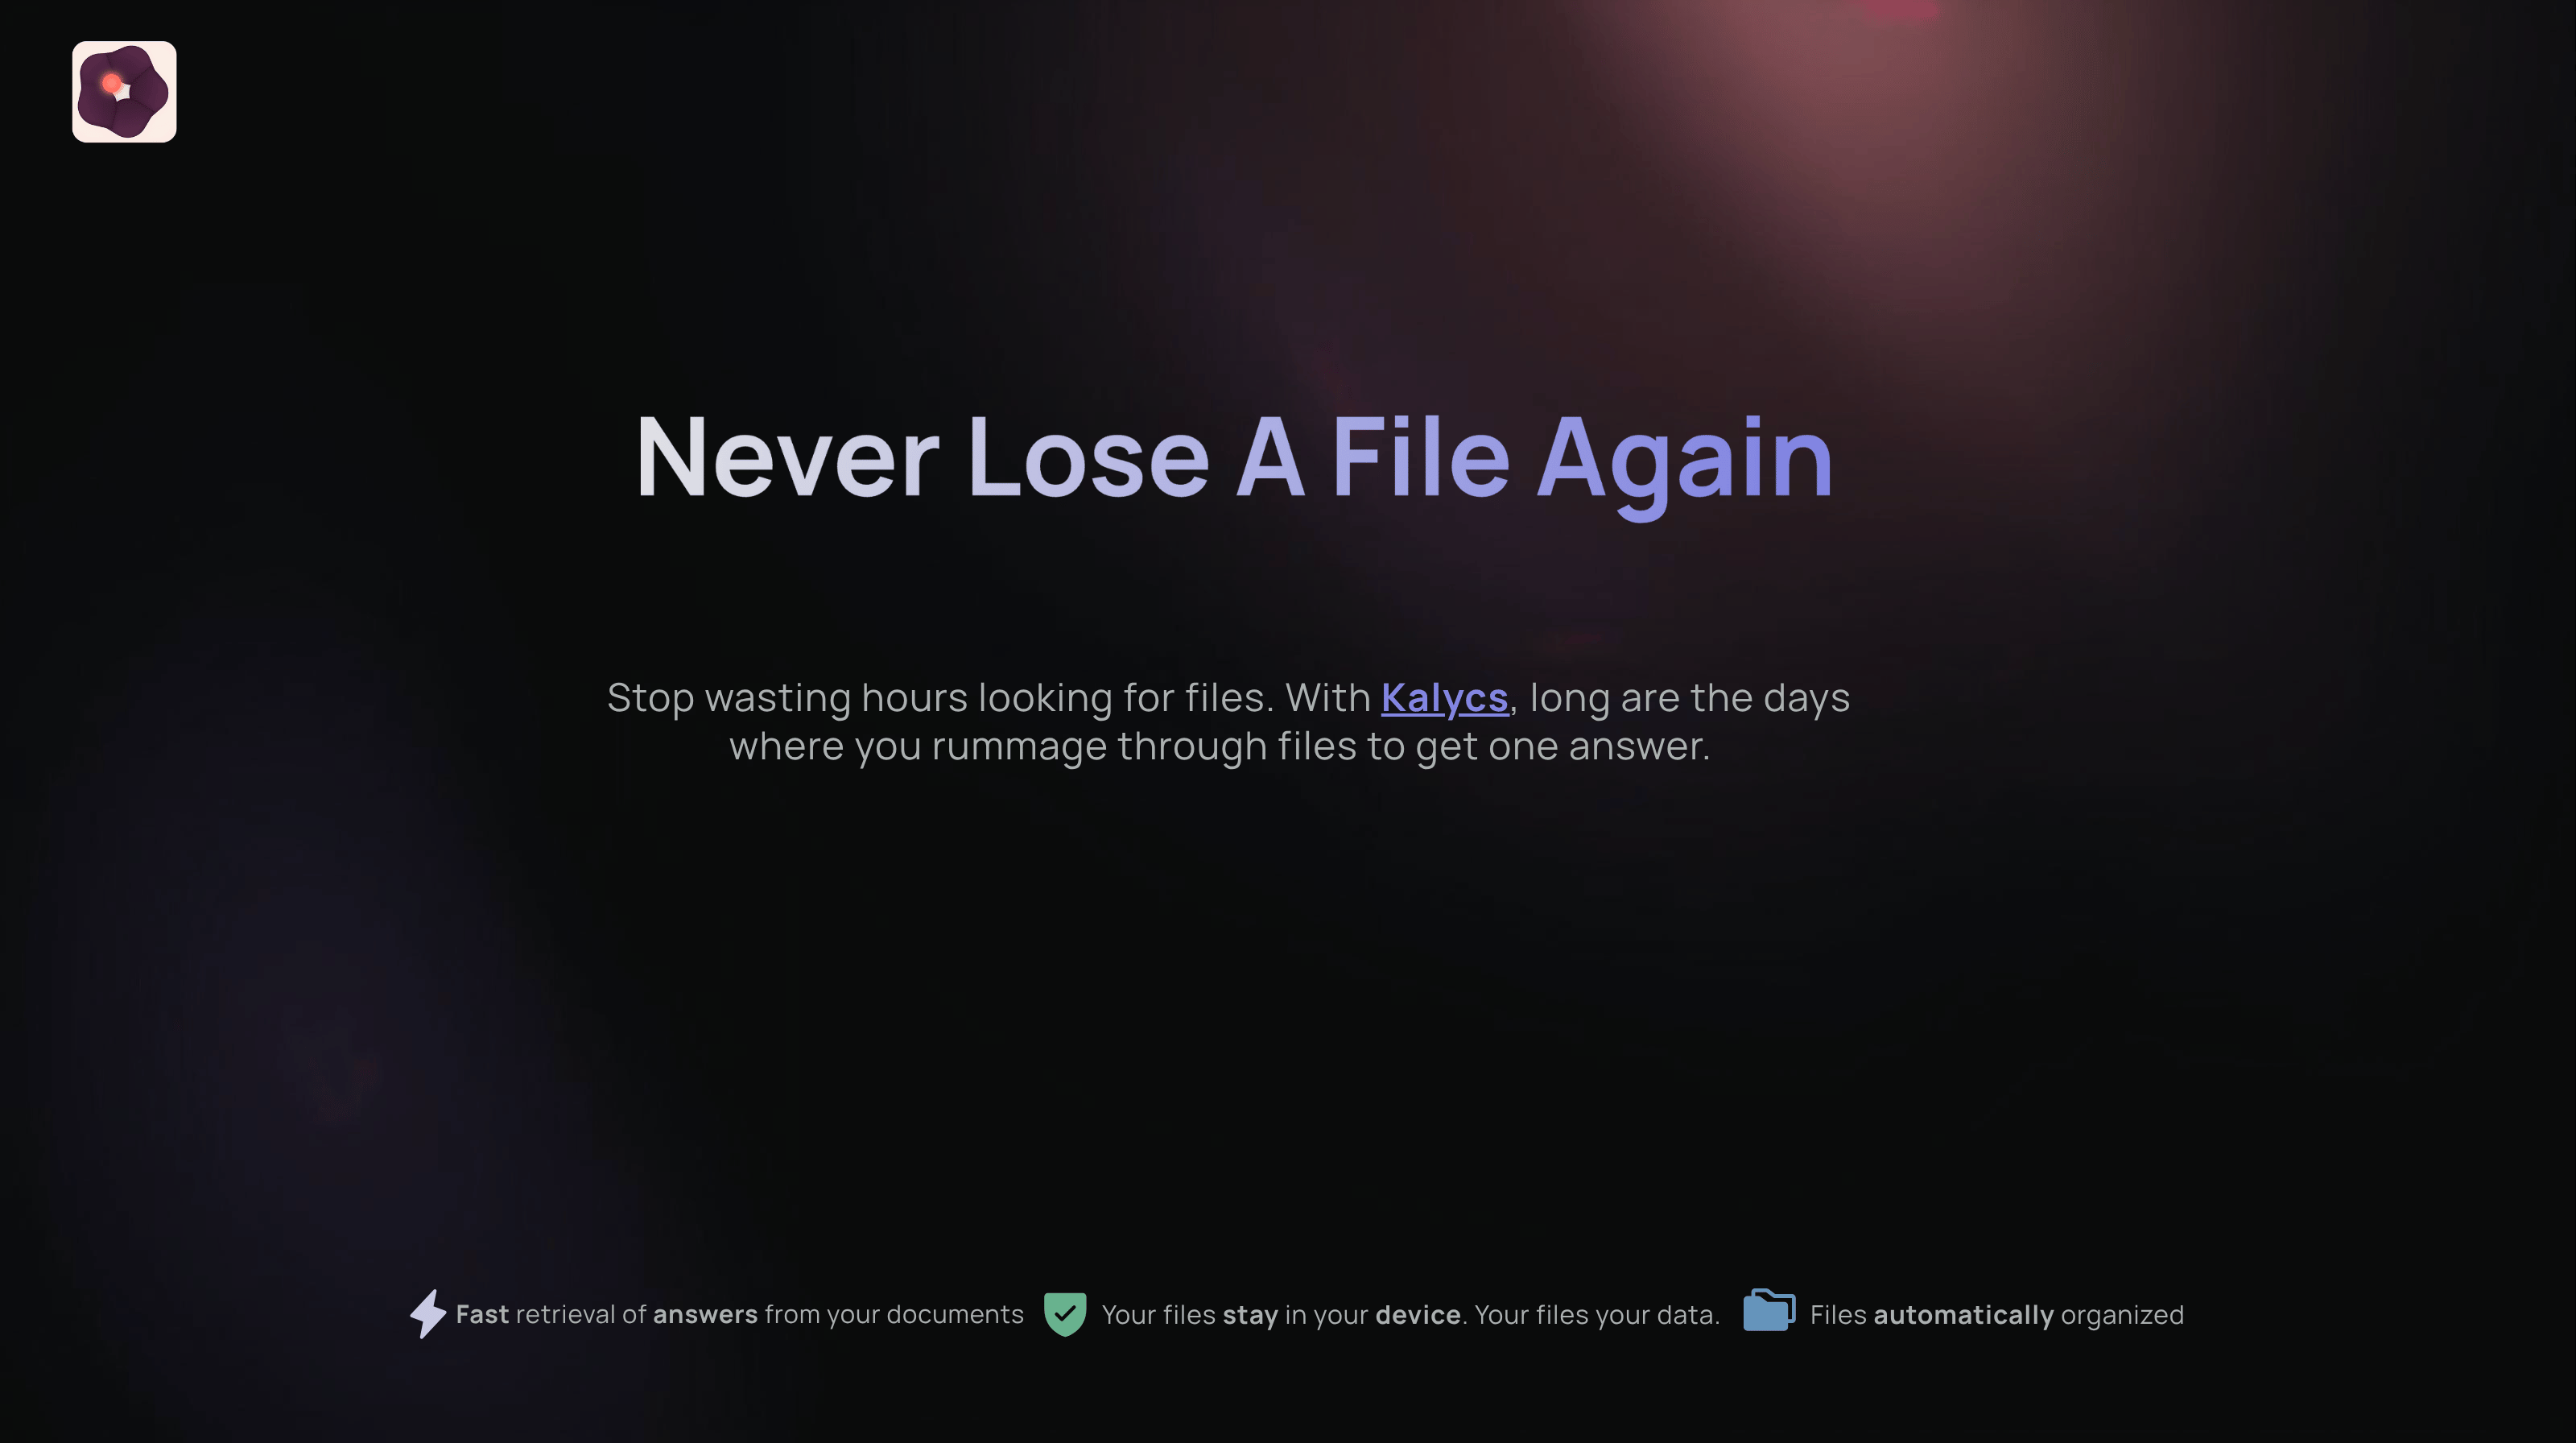 Never Lose A File Again
Stop wasting hours looking for files. With Kalycs, long are the days
where you rummage through files to get one answer.
Fast retrieval of answers from your documents
Your files stay in your device. Your files your data.
Files automatically organized